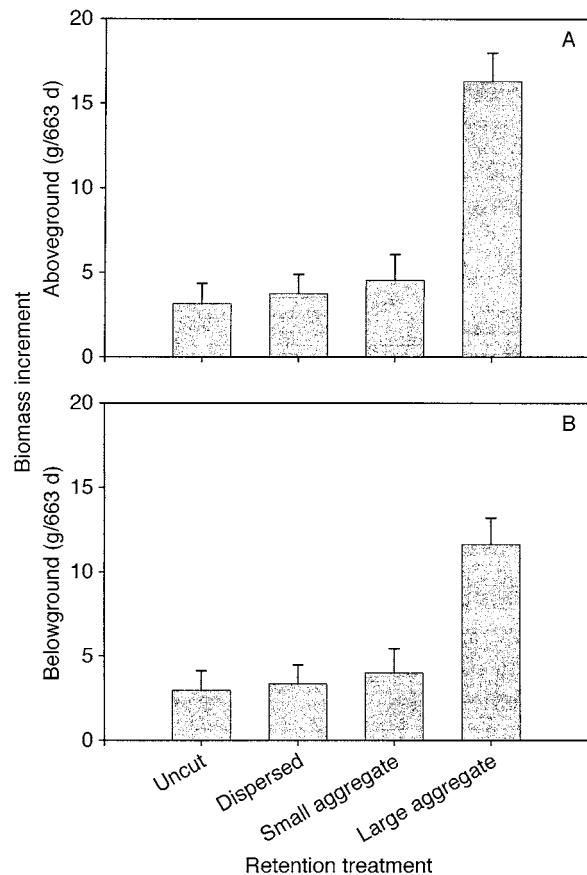 20
A
15
10
5
0
Aboveground (g/663 d)
Biomass increment
20
B
15
10
5
0
Belowground (g/663 d)
Uncut
Dispersed
Small aggregate
Large aggregate
Retention treatment